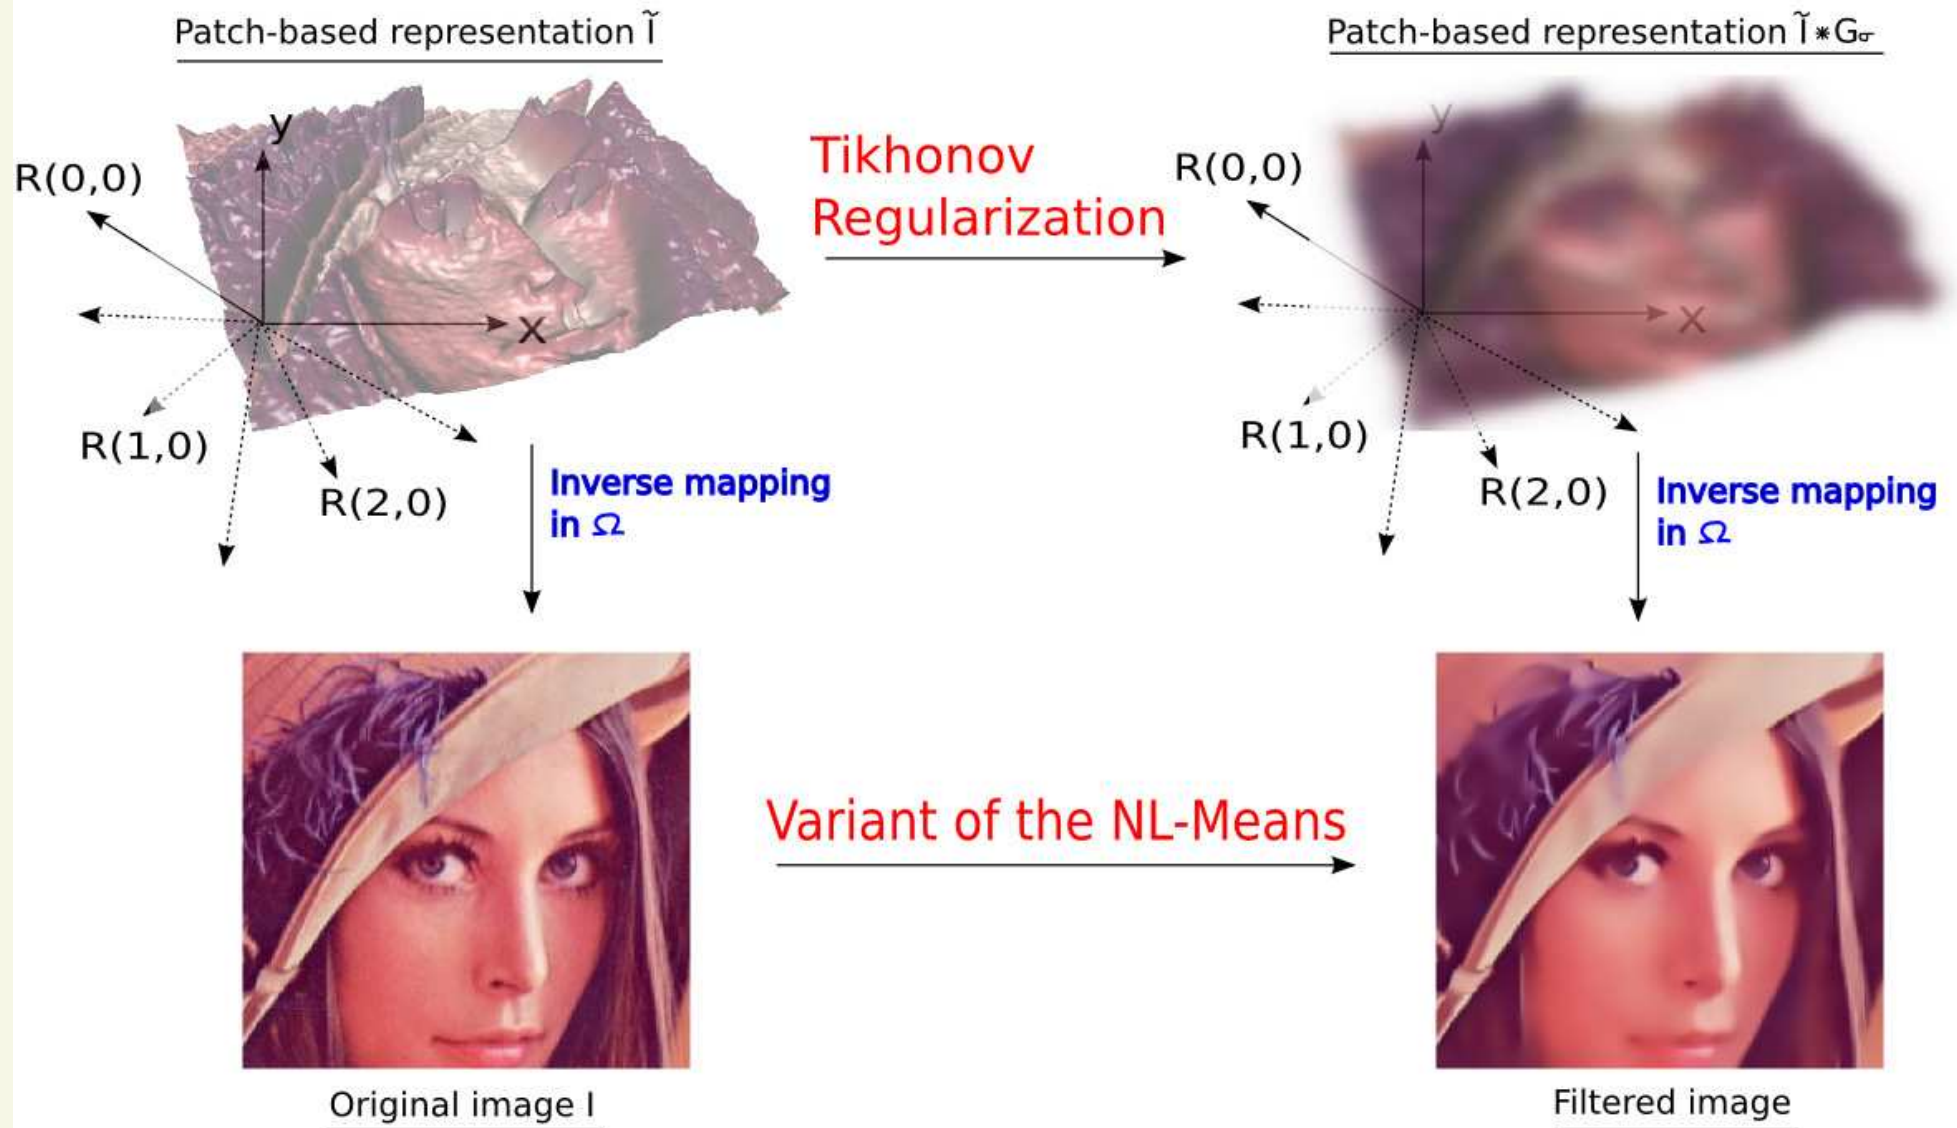 Patch-based representation Ĩ
Patch-based representation Ĩ*Gσ
y
R(0,0)
x
R(1,0)
R(2,0)
Tikhonov
Regularization
y
R(0,0)
x
R(1,0)
R(2,0)
Inverse mapping
in Ω
Inverse mapping
in Ω
Variant of the NL-Means
Original image I
Filtered image